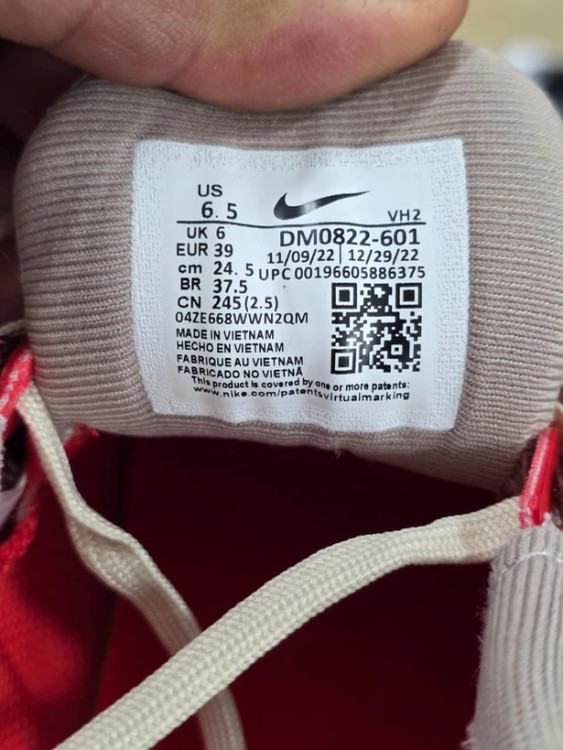 US
6.5
VH2
UK 6
DM0822-601
EUR 39
11/09/22 | 12/29/22
cm 24.5
UPC 00196605886375
BR 37.5
CN 245(2.5)
04ZE668WWN2QM
MADE IN VIETNAM
HECHO EN VIETNAM
FABRIQUE AU VIETNAM
FABRICADO NO VIETNÃ
This product is covered by one or more patents:
www.nike.com/patentsvirtualmarking